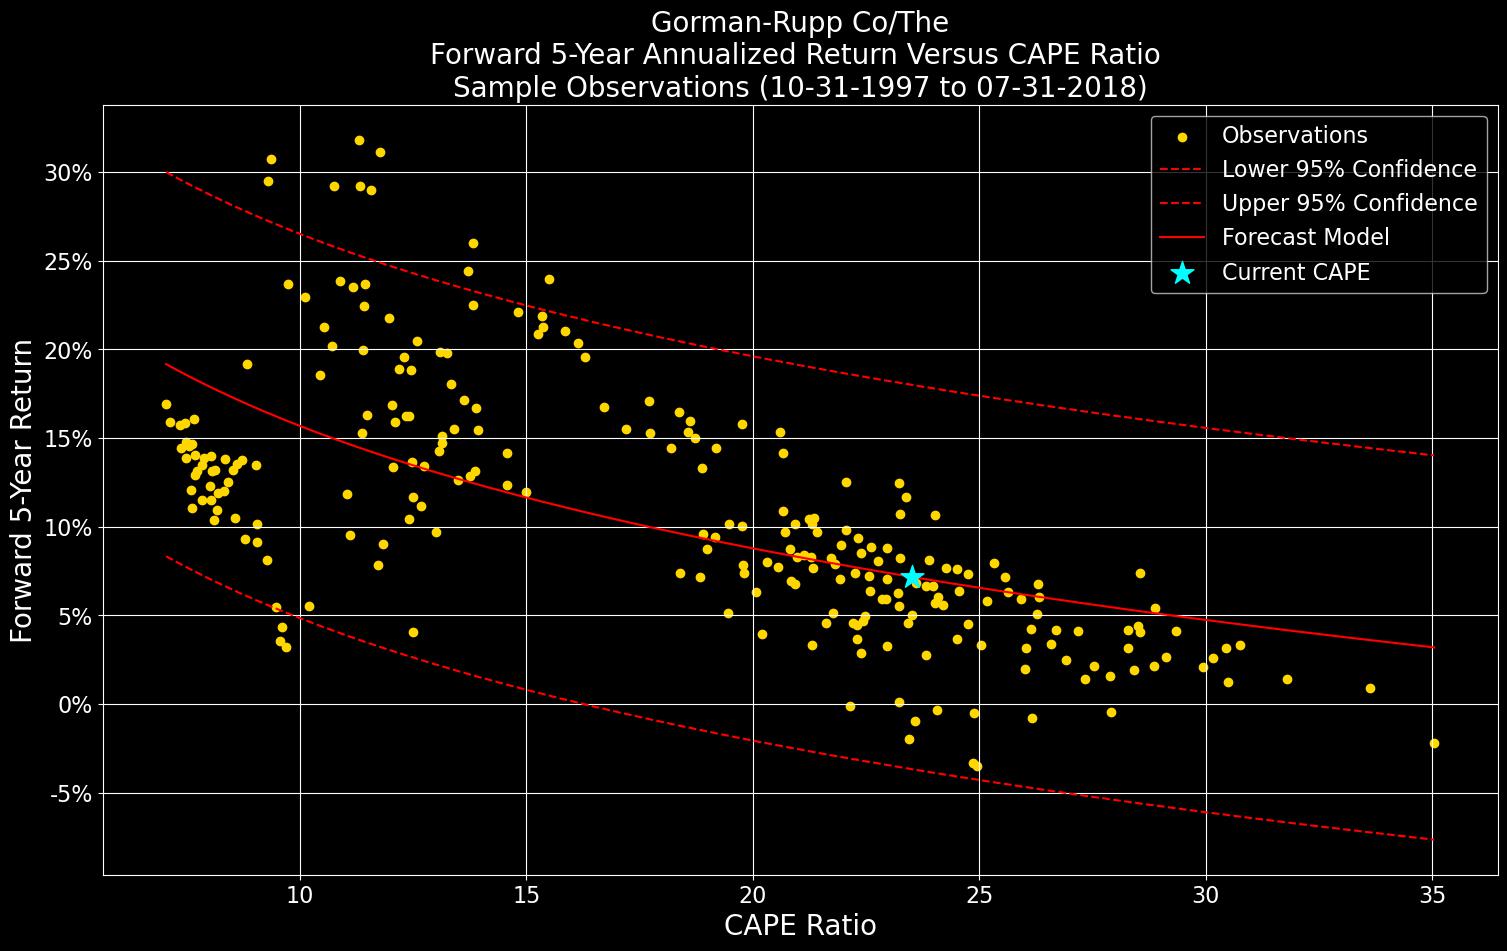 Gorman-Rupp Co/The
Forward 5-Year Annualized Return Versus CAPE Ratio
Sample Observations (10-31-1997 to 07-31-2018)
Observations
Lower 95% Confidence
Upper 95% Confidence
Forecast Model
Current CAPE
Forward 5-Year Return
30%
25%
20%
15%
10%
5%
0%
-5%
10 15 20 25 30 35
CAPE Ratio